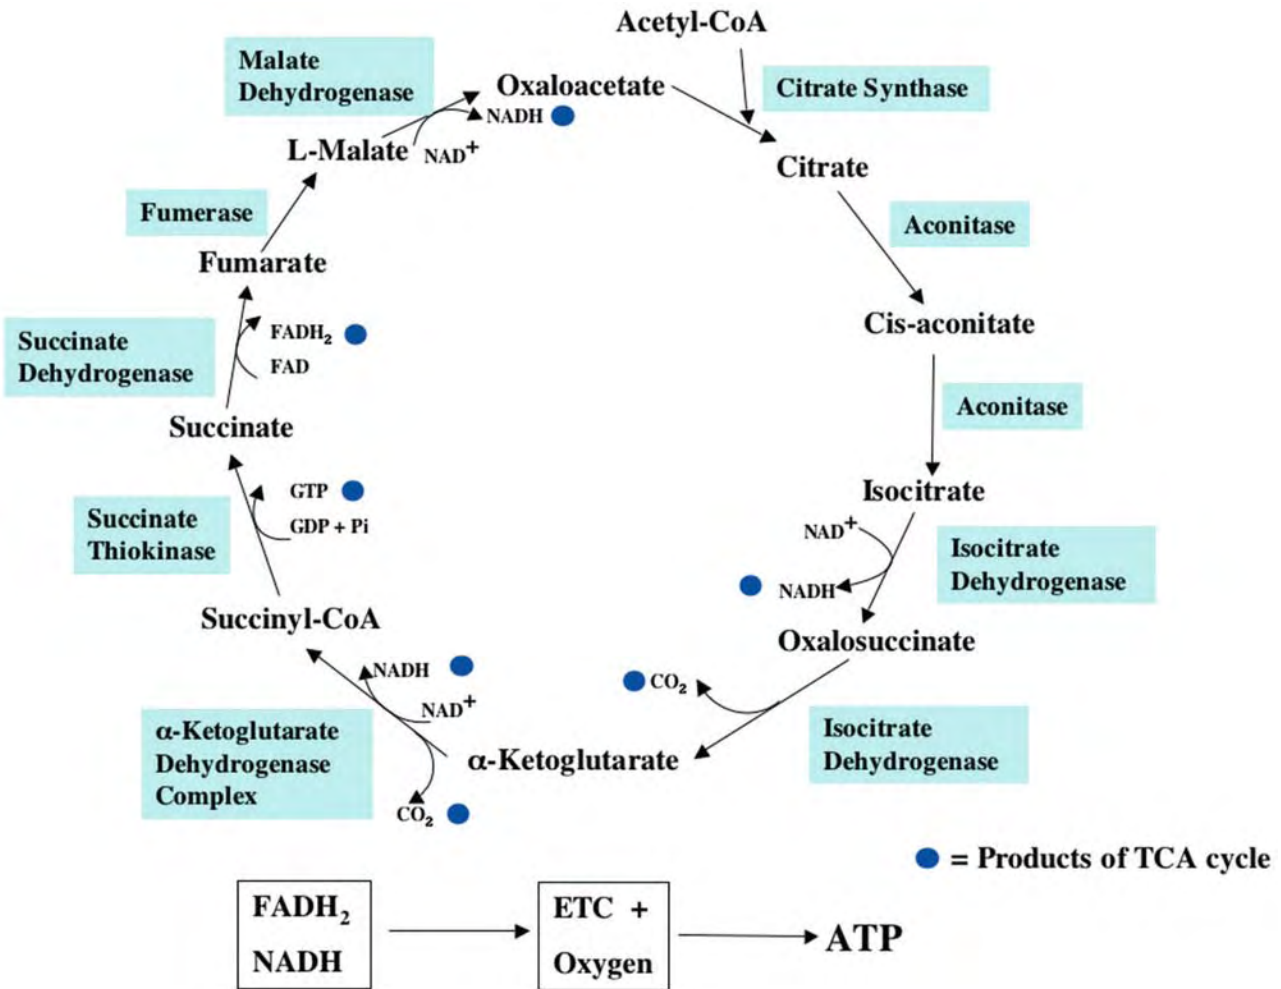 Acetyl-CoA
Citrate Synthase
Oxaloacetate
Citrate
Aconitase
Cis-aconitate
Aconitase
Isocitrate
NAD+
NADH
Isocitrate
Dehydrogenase
Oxalosuccinate
CO2
Isocitrate
Dehydrogenase
α-Ketoglutarate
NADH
NAD+
CO2
α-Ketoglutarate
Dehydrogenase
Complex
Succinyl-CoA
GTP
GDP + Pi
Succinate
Thiokinase
Succinate
FADH2
FAD
Succinate
Dehydrogenase
Fumarate
Fumerase
L-Malate
NAD+
NADH
Malate
Dehydrogenase
= Products of TCA cycle
FADH2
NADH
ETC +
Oxygen
ATP